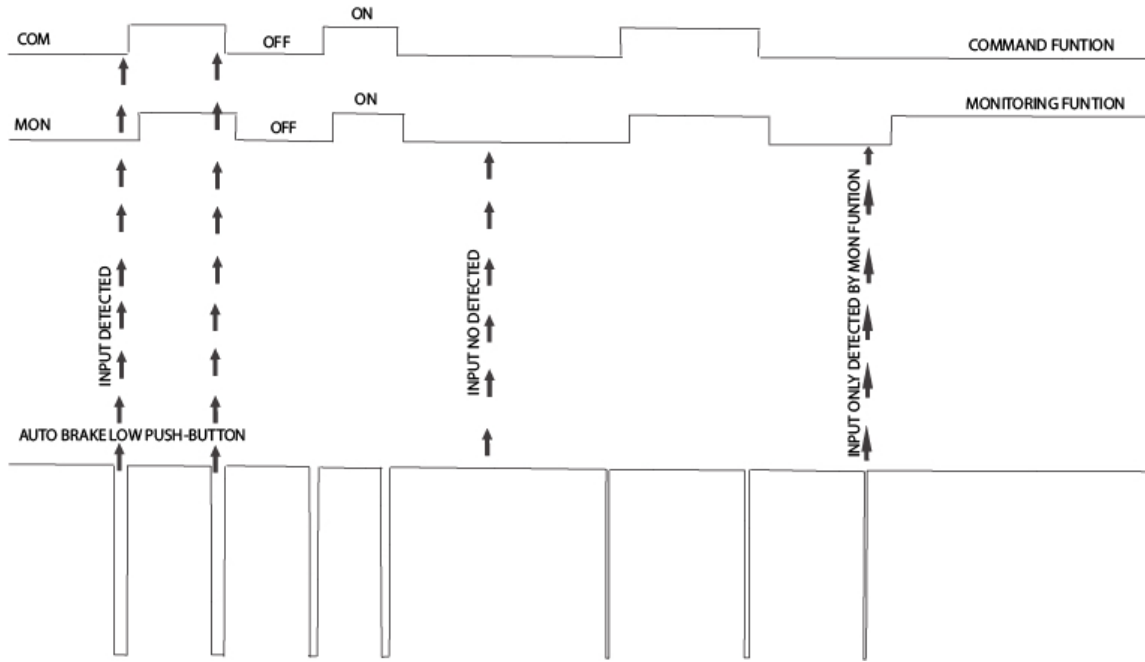 ON
COM
OFF
COMMAND FUNTION
ON
MON
OFF
MONITORING FUNTION
INPUT DETECTED
INPUT NO DETECTED
INPUT ONLY DETECTED BY MON FUNTION
AUTO BRAKE LOW PUSH-BUTTON